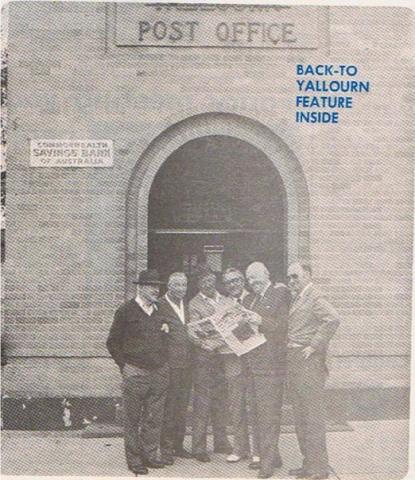 POST OFFICE
BACK-TO
YALLOURN
FEATURE
INSIDE
COMMONWEALTH
SAVINGS BANK
OF AUSTRALIA